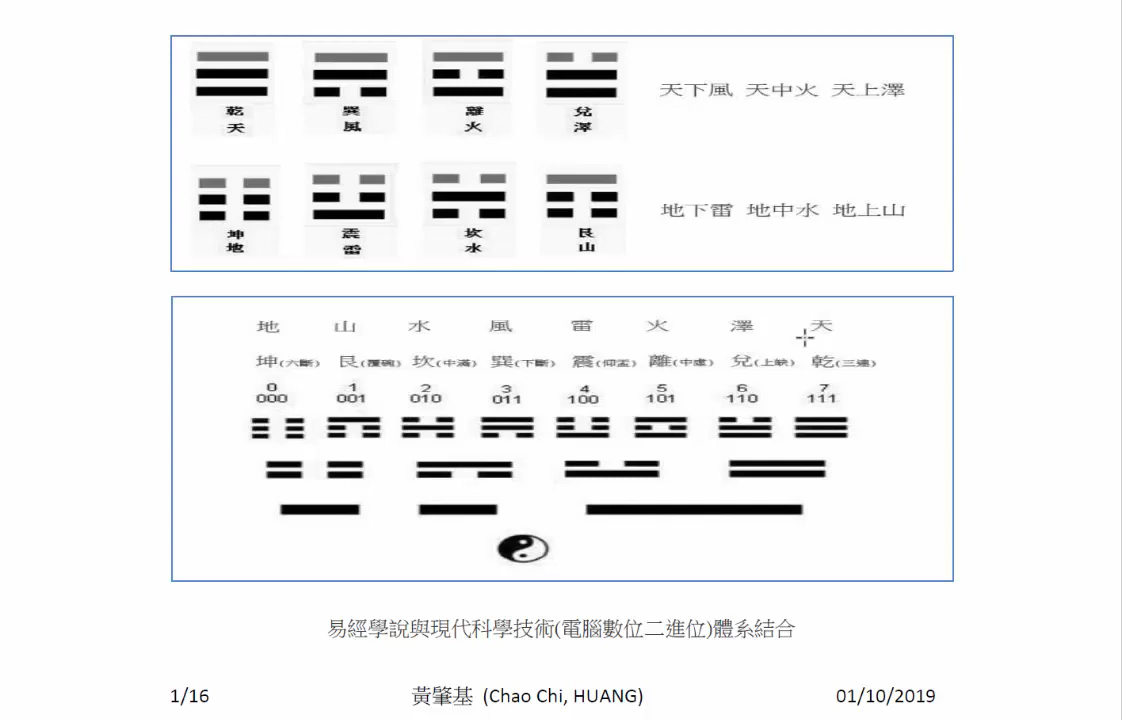 乾 巽 離 兌
天 風 火 澤
天下風 天中火 天上澤
坤 震 坎 艮
地 雷 水 山
地下雷 地中水 地上山
地 山 水 風 雷 火 澤 天
坤(六斷) 艮(覆碗) 坎(中滿) 巽(下斷) 震(仰盂) 離(中虛) 兌(上缺) 乾(三連)
0 1 2 3 4 5 6 7
000 001 010 011 100 101 110 111
易經學說與現代科學技術(電腦數位二進位)體系結合
1/16 黃肇基 (Chao Chi, HUANG) 01/10/2019